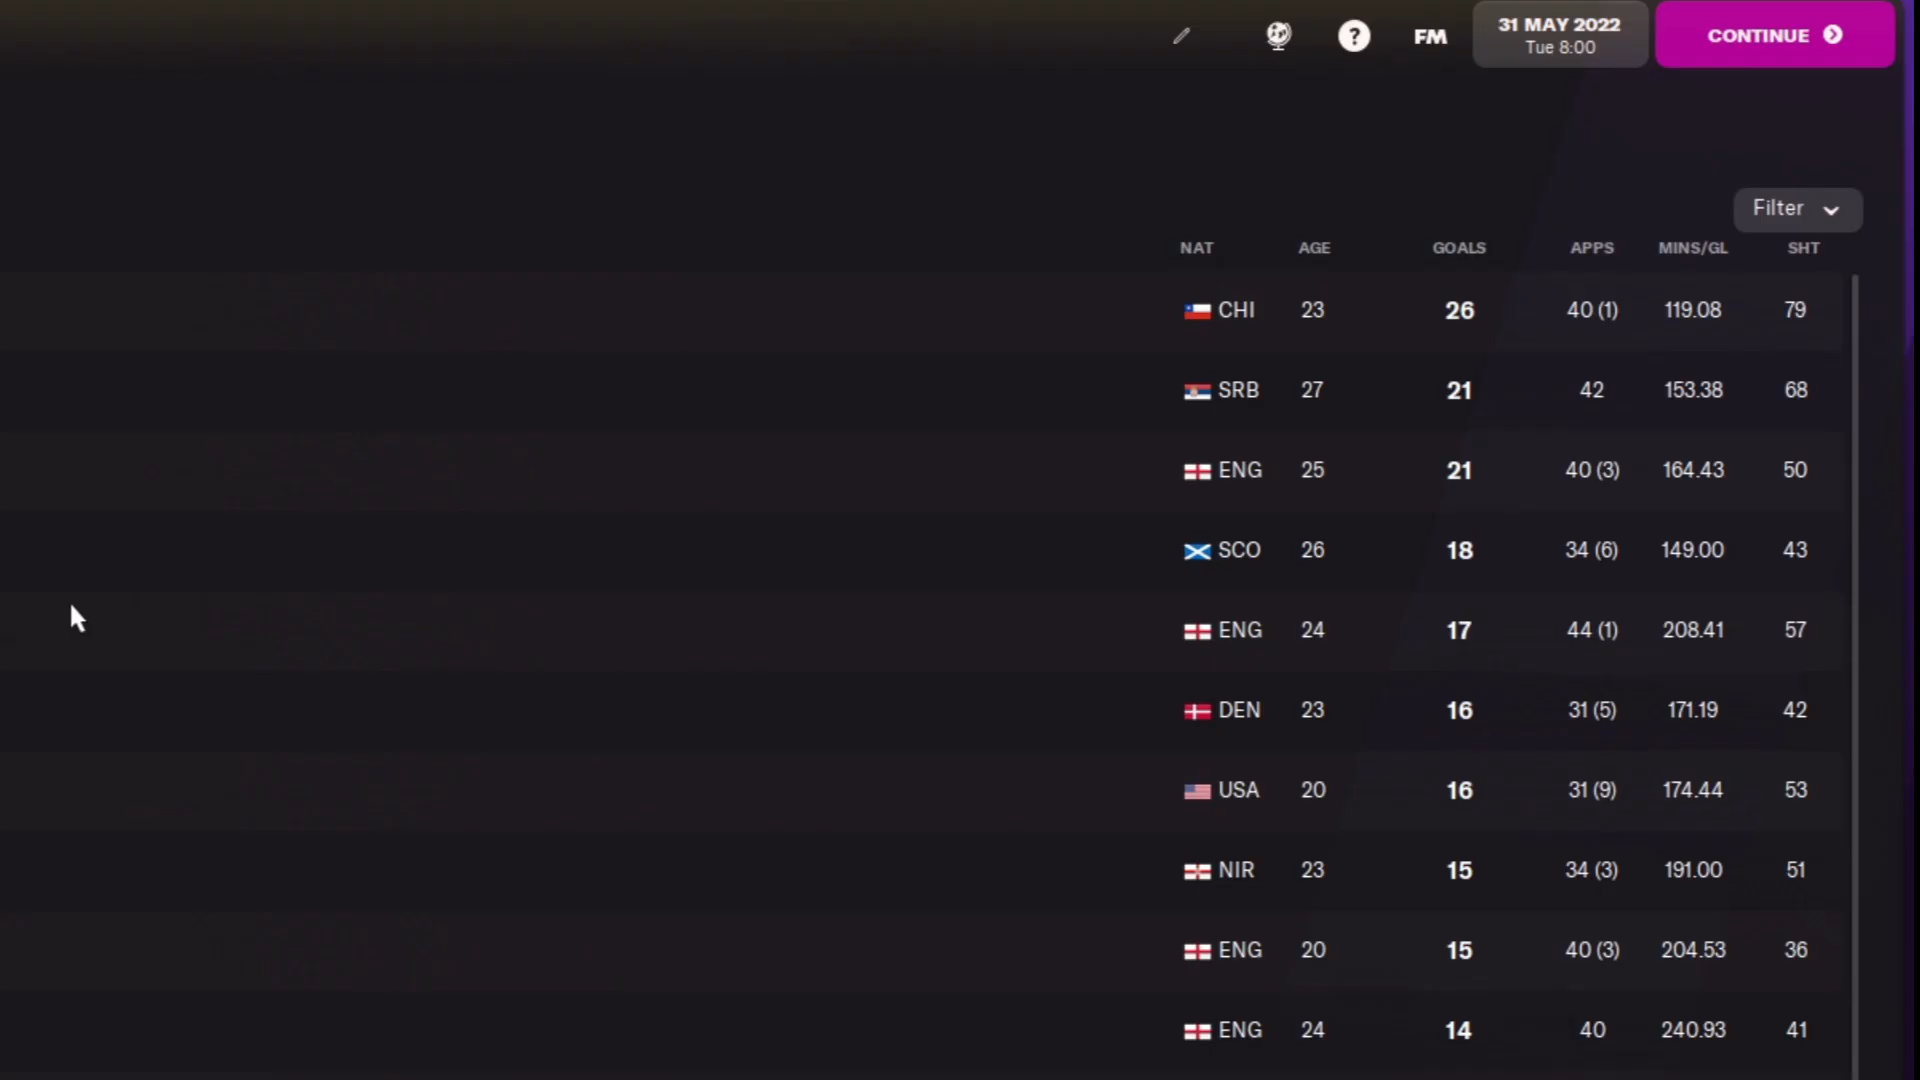 ? FM 31 MAY 2022 CONTINUE
Tue 8:00
Filter
NAT AGE GOALS APPS MINS/GL SHT
CHI 23 26 40 (1) 119.08 79
SRB 27 21 42 153.38 68
ENG 25 21 40 (3) 164.43 50
SCO 26 18 34 (6) 149.00 43
ENG 24 17 44 (1) 208.41 57
DEN 23 16 31 (5) 171.19 42
USA 20 16 31 (9) 174.44 53
NIR 23 15 34 (3) 191.00 51
ENG 20 15 40 (3) 204.53 36
ENG 24 14 40 240.93 41